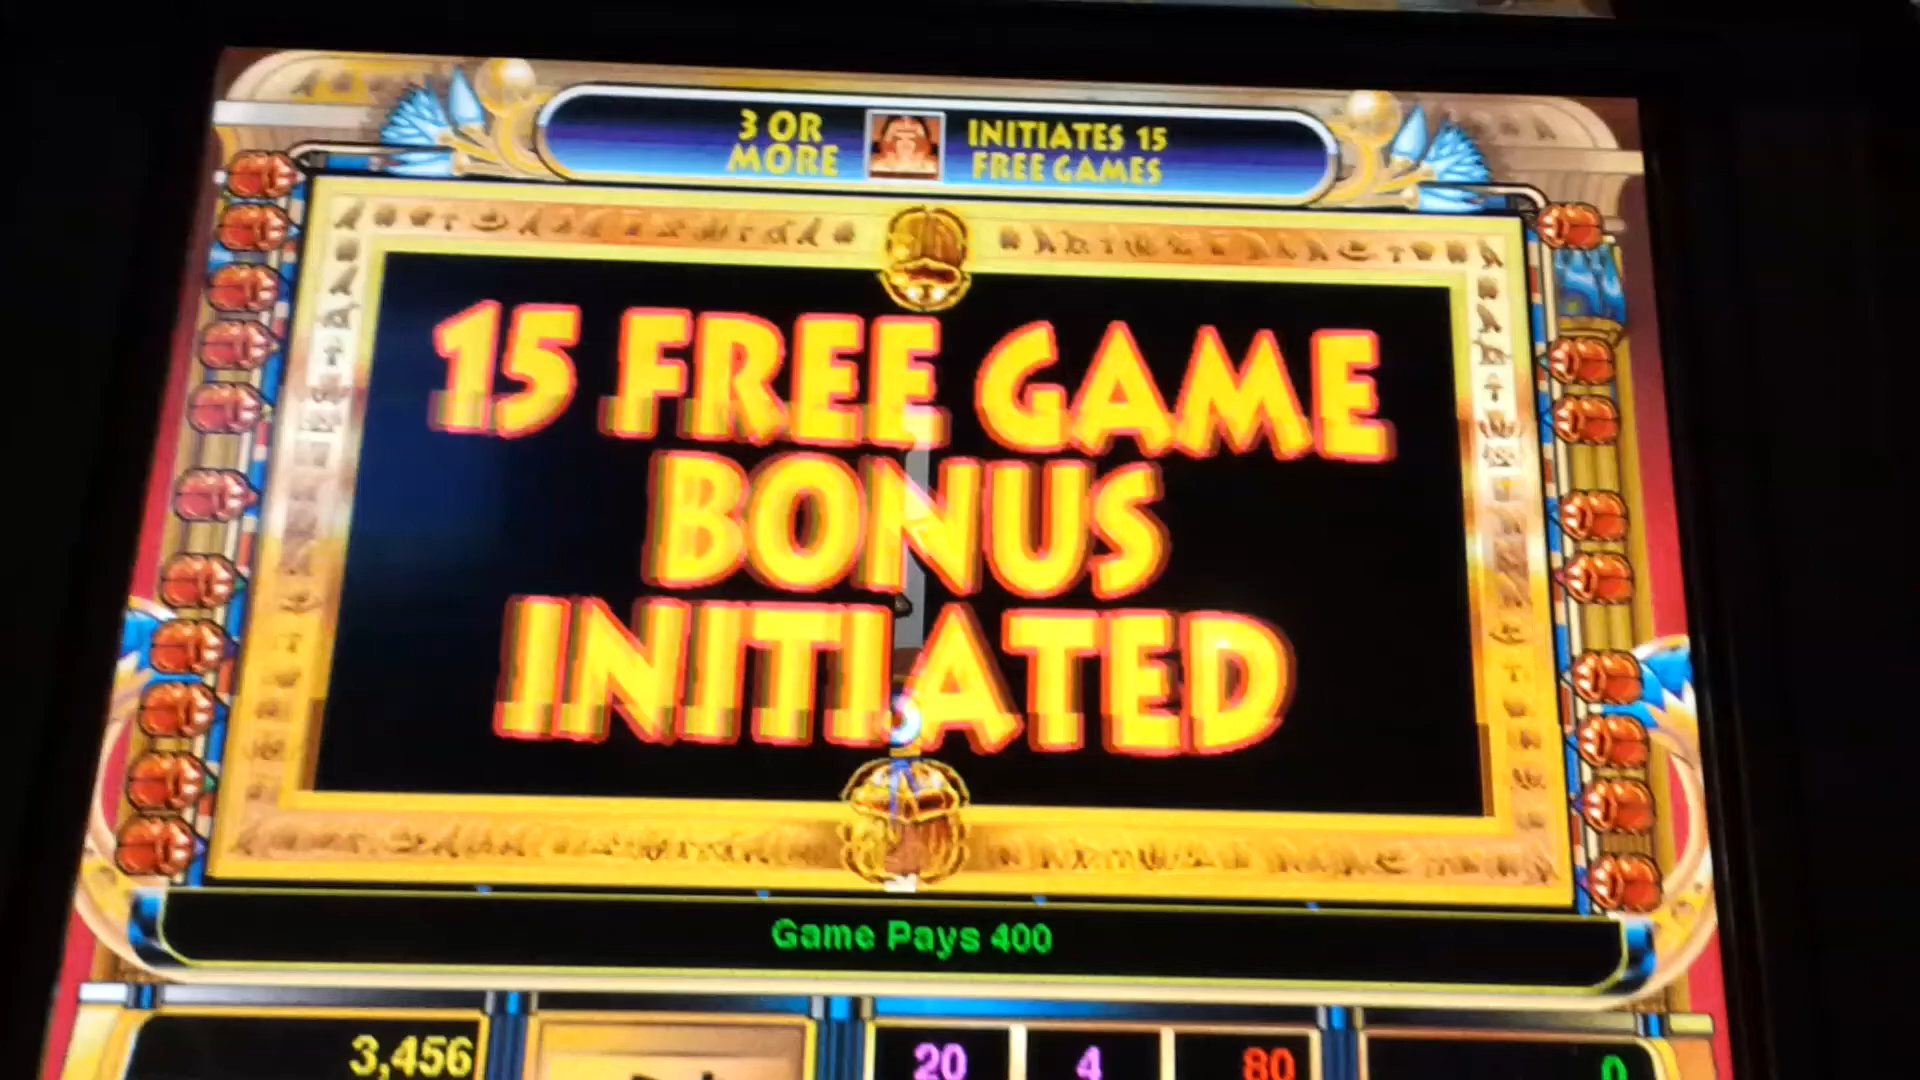 3 OR
MORE
INITIATES 15
FREE GAMES
15 FREE GAME
BONUS
INITIATED
Game Pays 400
3,456
20
4
80
0